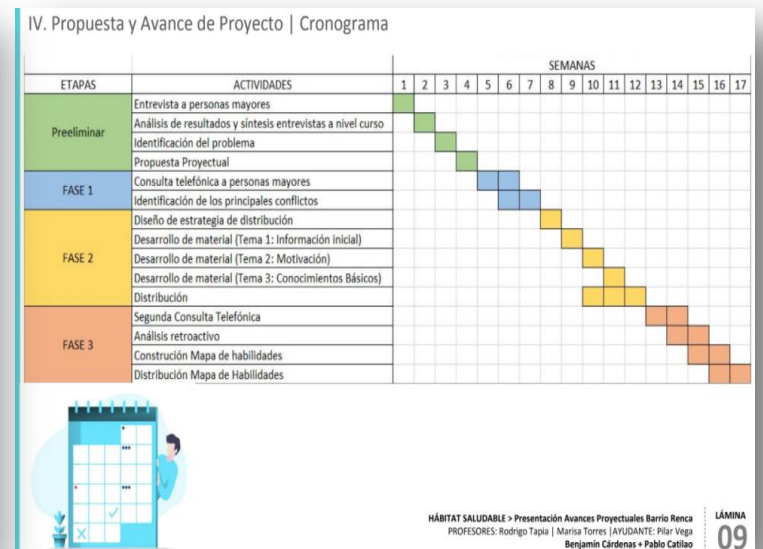 IV. Propuesta y Avance de Proyecto | Cronograma
SEMANAS
ETAPAS ACTIVIDADES 1 2 3 4 5 6 7 8 9 10 11 12 13 14 15 16 17
Preeliminar
Entrevista a personas mayores
Análisis de resultados y síntesis entrevistas a nivel curso
Identificación del problema
Propuesta Proyectual
FASE 1
Consulta telefónica a personas mayores
Identificación de los principales conflictos
FASE 2
Diseño de estrategia de distribución
Desarrollo de material (Tema 1: Información inicial)
Desarrollo de material (Tema 2: Motivación)
Desarrollo de material (Tema 3: Conocimientos Básicos)
Distribución
FASE 3
Segunda Consulta Telefónica
Análisis retroactivo
Construción Mapa de habilidades
Distribución Mapa de Habilidades
HÁBITAT SALUDABLE > Presentación Avances Proyectuales Barrio Renca
PROFESORES: Rodrigo Tapia | Marisa Torres |AYUDANTE: Pilar Vega
Benjamín Cárdenas + Pablo Catilao
LÁMINA
09